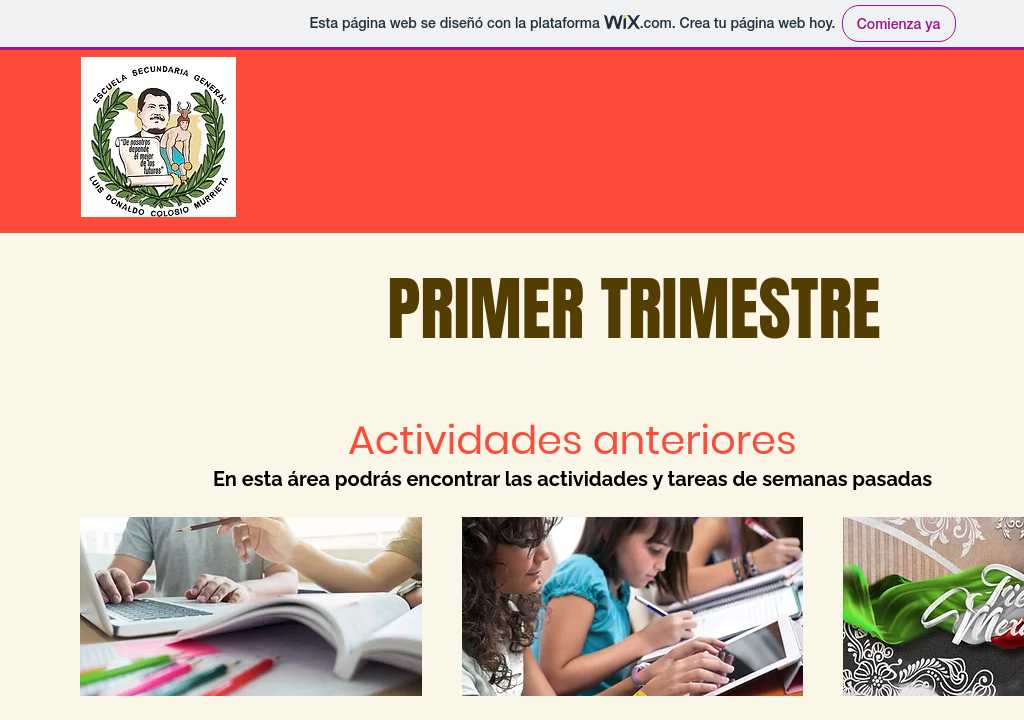 Esta página web se diseñó con la plataforma WiX.com. Crea tu página web hoy. Comienza ya
ESCUELA SECUNDARIA GENERAL
"De nosotros
depende
el mejor
de los
futuros"
LUIS DONALDO COLOSIO MURRIETA
PRIMER TRIMESTRE
Actividades anteriores
En esta área podrás encontrar las actividades y tareas de semanas pasadas